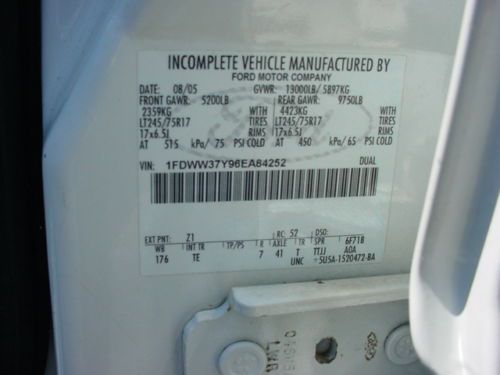 INCOMPLETE VEHICLE MANUFACTURED BY
FORD MOTOR COMPANY
DATE: 08/05 GVWR: 13000LB/ 5897KG
FRONT GAWR: 5200LB REAR GAWR: 9750LB
2359KG WITH 4423KG WITH
LT245/75R17 TIRES LT245/75R17 TIRES
17x6.5J RIMS 17x6.5J RIMS
AT 515 kPa/ 75 PSI COLD AT 450 kPa/ 65 PSI COLD
VIN: 1FDWW37Y96EA64252 DUAL
EXT PNT: Z1 RC: 52 DSO:
WB INT TR TP/PS R AXLE TR SPR 6F71B
176 TE 7 41 T TTJJ AOA
UNC 5U5A-1520472-BA